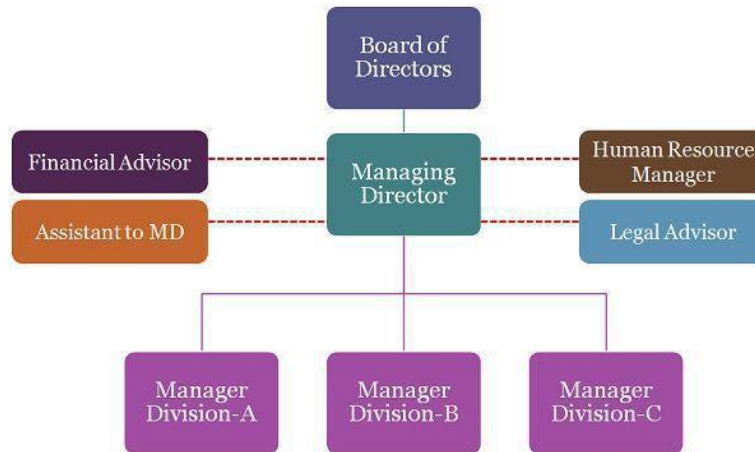 Board of
Directors
Financial Advisor
Managing
Director
Human Resource
Manager
Assistant to MD
Legal Advisor
Manager
Division-A
Manager
Division-B
Manager
Division-C